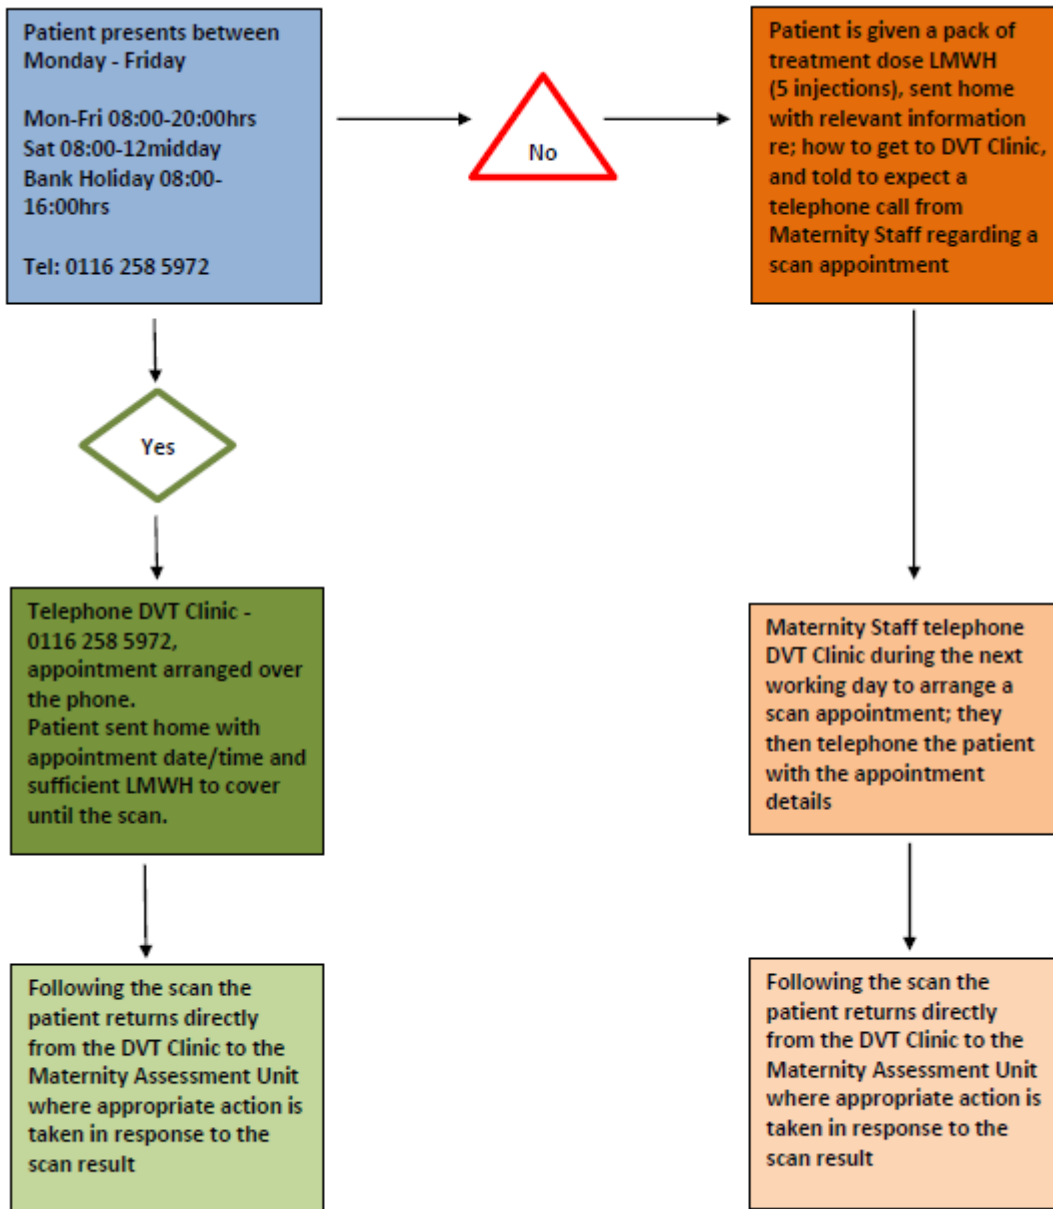 Patient presents between
Monday - Friday
Mon-Fri 08:00-20:00hrs
Sat 08:00-12midday
Bank Holiday 08:00-
16:00hrs
Tel: 0116 258 5972
No
Patient is given a pack of
treatment dose LMWH
(5 injections), sent home
with relevant information
re; how to get to DVT Clinic,
and told to expect a
telephone call from
Maternity Staff regarding a
scan appointment
Yes
Telephone DVT Clinic -
0116 258 5972,
appointment arranged over
the phone.
Patient sent home with
appointment date/time and
sufficient LMWH to cover
until the scan.
Maternity Staff telephone
DVT Clinic during the next
working day to arrange a
scan appointment; they
then telephone the patient
with the appointment
details
Following the scan the
patient returns directly
from the DVT Clinic to the
Maternity Assessment Unit
where appropriate action is
taken in response to the
scan result
Following the scan the
patient returns directly
from the DVT Clinic to the
Maternity Assessment Unit
where appropriate action is
taken in response to the
scan result